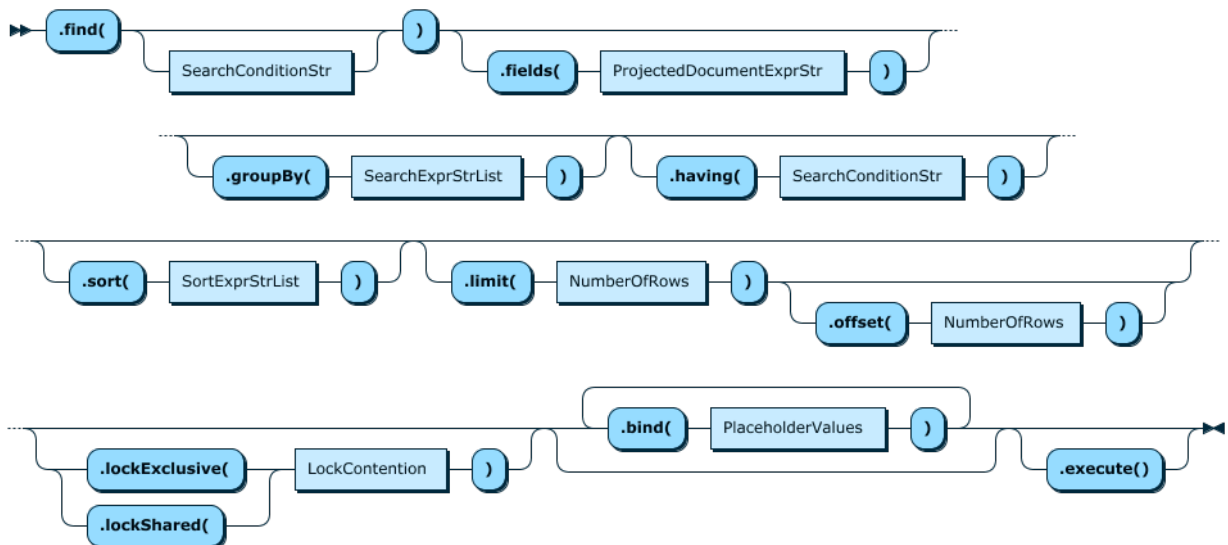 .find( )
SearchConditionStr .fields( ProjectedDocumentExprStr )
.groupBy( SearchExprStrList ) .having( SearchConditionStr )
.sort( SortExprStrList ) .limit( NumberOfRows )
.offset( NumberOfRows )
.bind( PlaceholderValues )
.lockExclusive( LockContention ) .execute()
.lockShared(